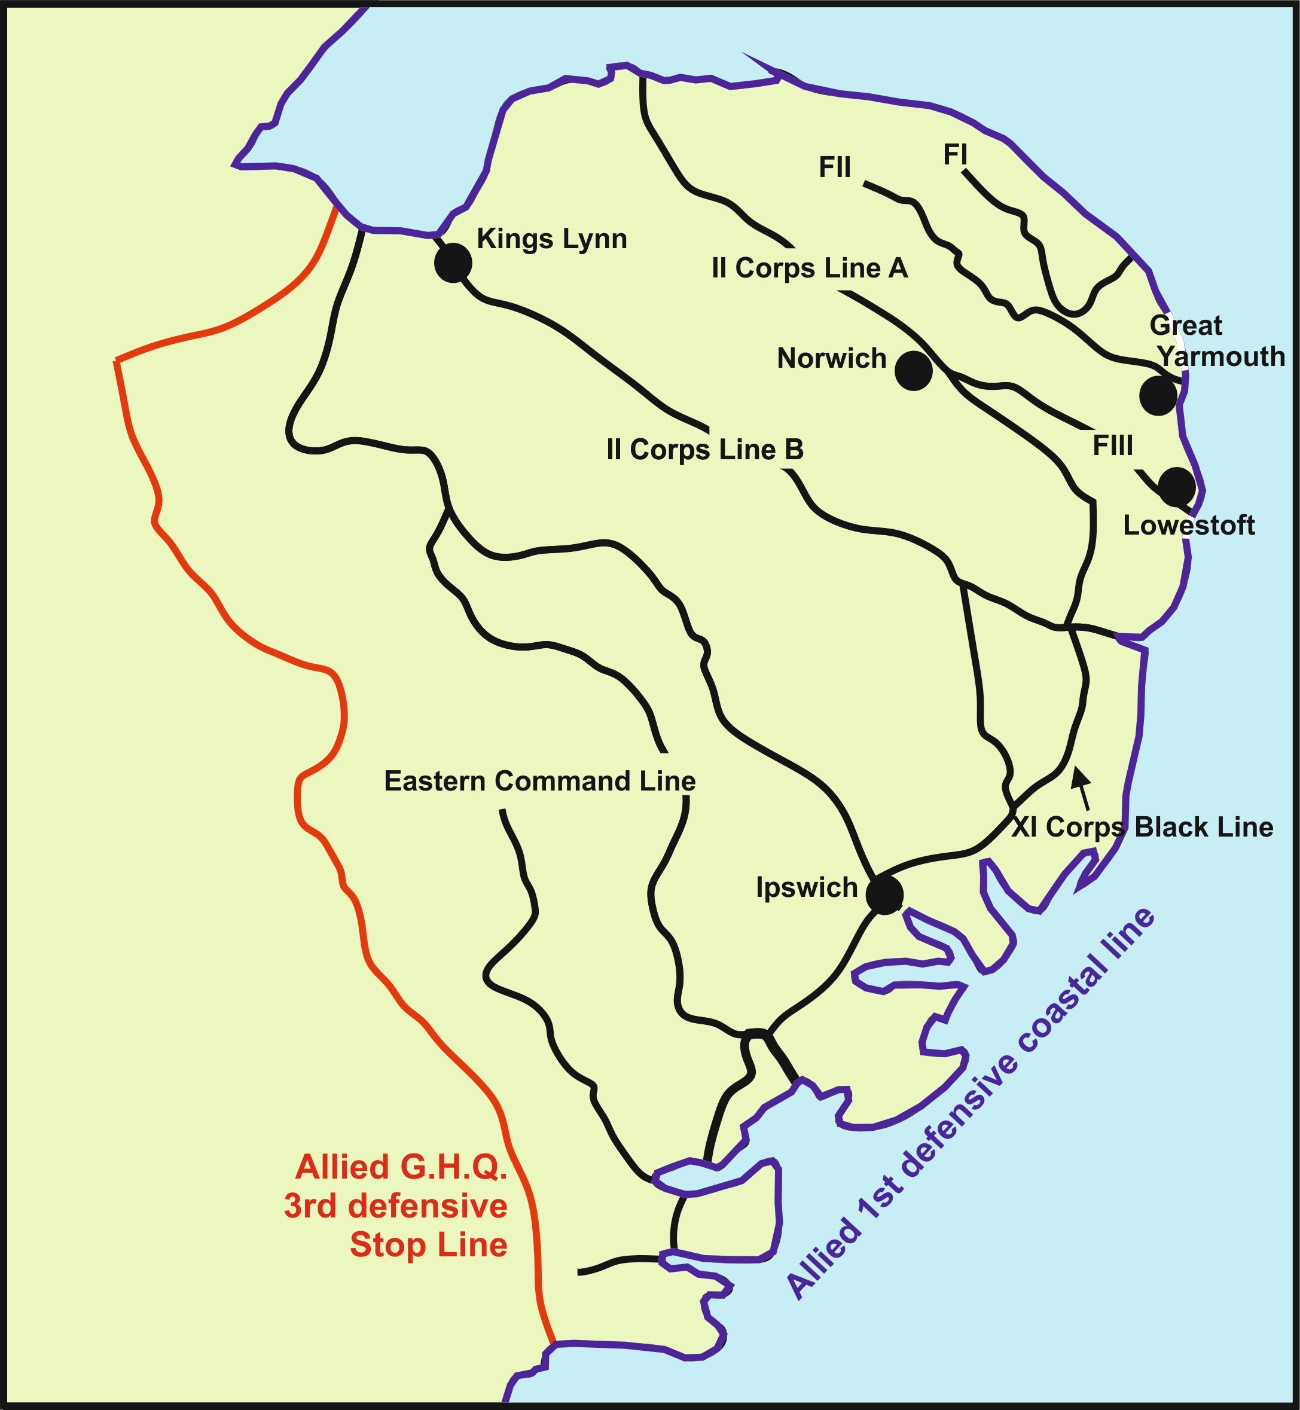 FI
FII
Kings Lynn
II Corps Line A
Great
Yarmouth
Norwich
FIII
II Corps Line B
Lowestoft
Eastern Command Line
XI Corps Black Line
Ipswich
Allied 1st defensive coastal line
Allied G.H.Q.
3rd defensive
Stop Line